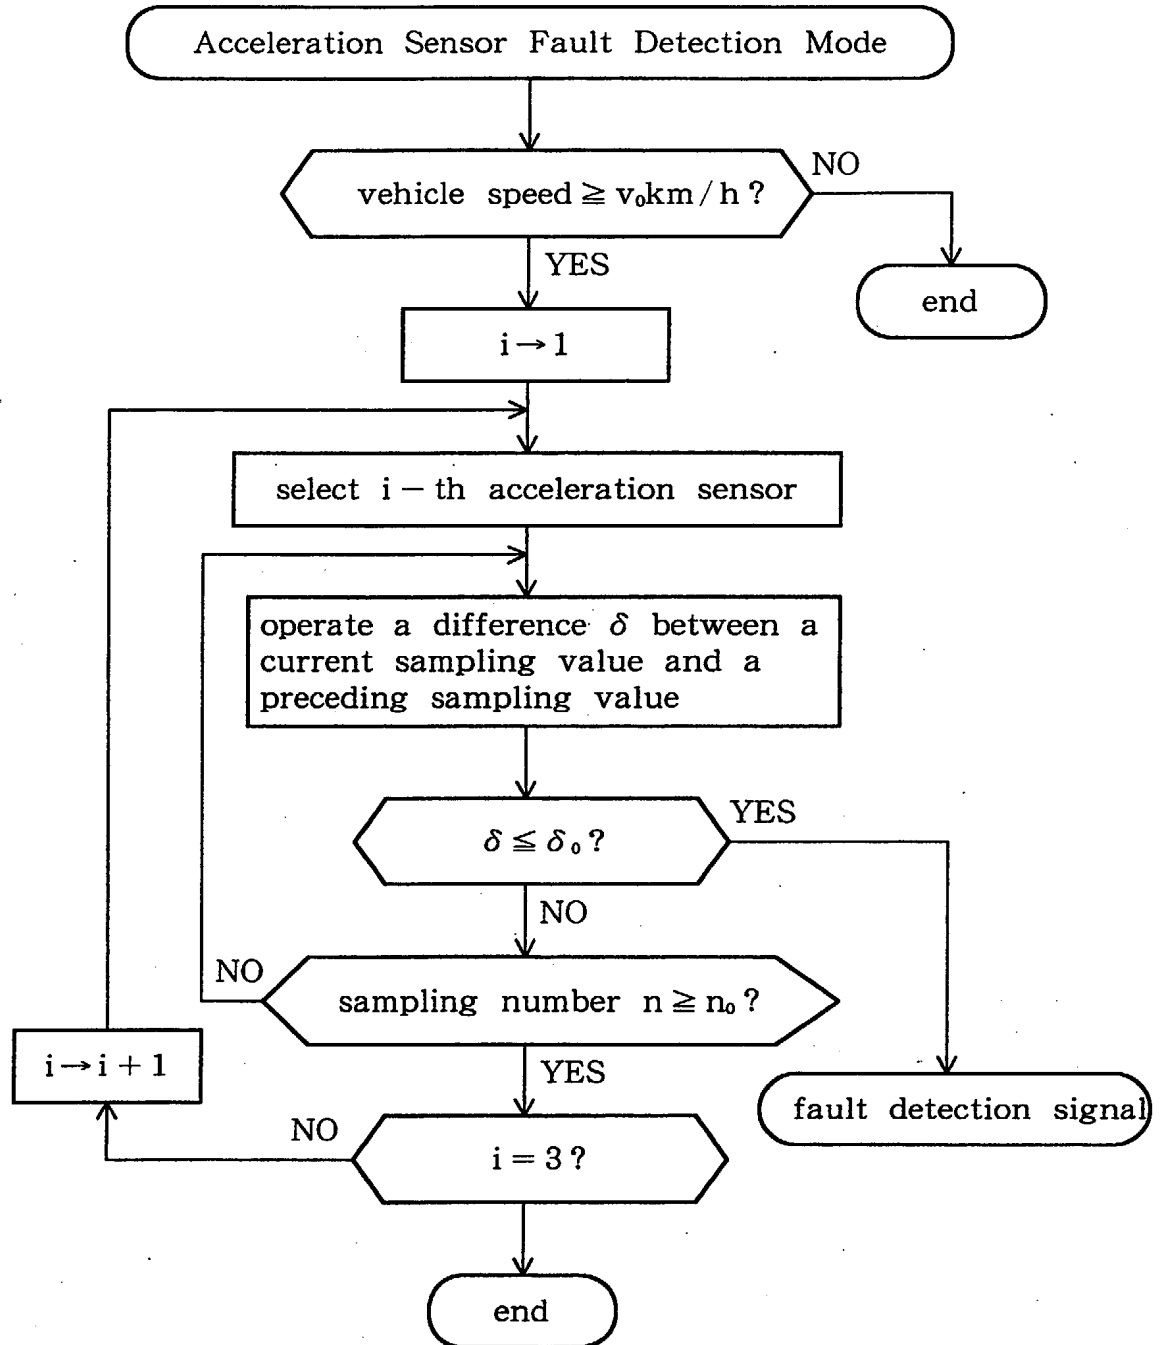 Acceleration Sensor Fault Detection Mode
vehicle speed ≧ v₀km/h ?
NO
YES
end
i→1
select i-th acceleration sensor
operate a difference δ between a
current sampling value and a
preceding sampling value
δ ≦ δ₀ ?
YES
NO
NO
sampling number n ≧ n₀ ?
i→i+1
YES
fault detection signal
NO
i = 3 ?
end